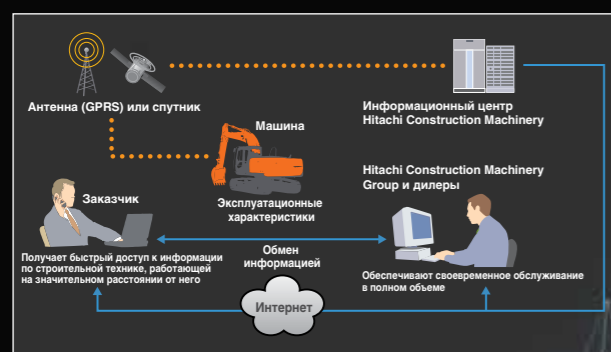 Антенна (GPRS) или спутник
Информационный центр
Hitachi Construction Machinery
Машина
Эксплуатационные
характеристики
Hitachi Construction Machinery
Group и дилеры
Заказчик
Получает быстрый доступ к информации
по строительной технике, работающей
на значительном расстоянии от него
Обмен
информацией
Обеспечивают своевременное обслуживание
в полном объеме
Интернет